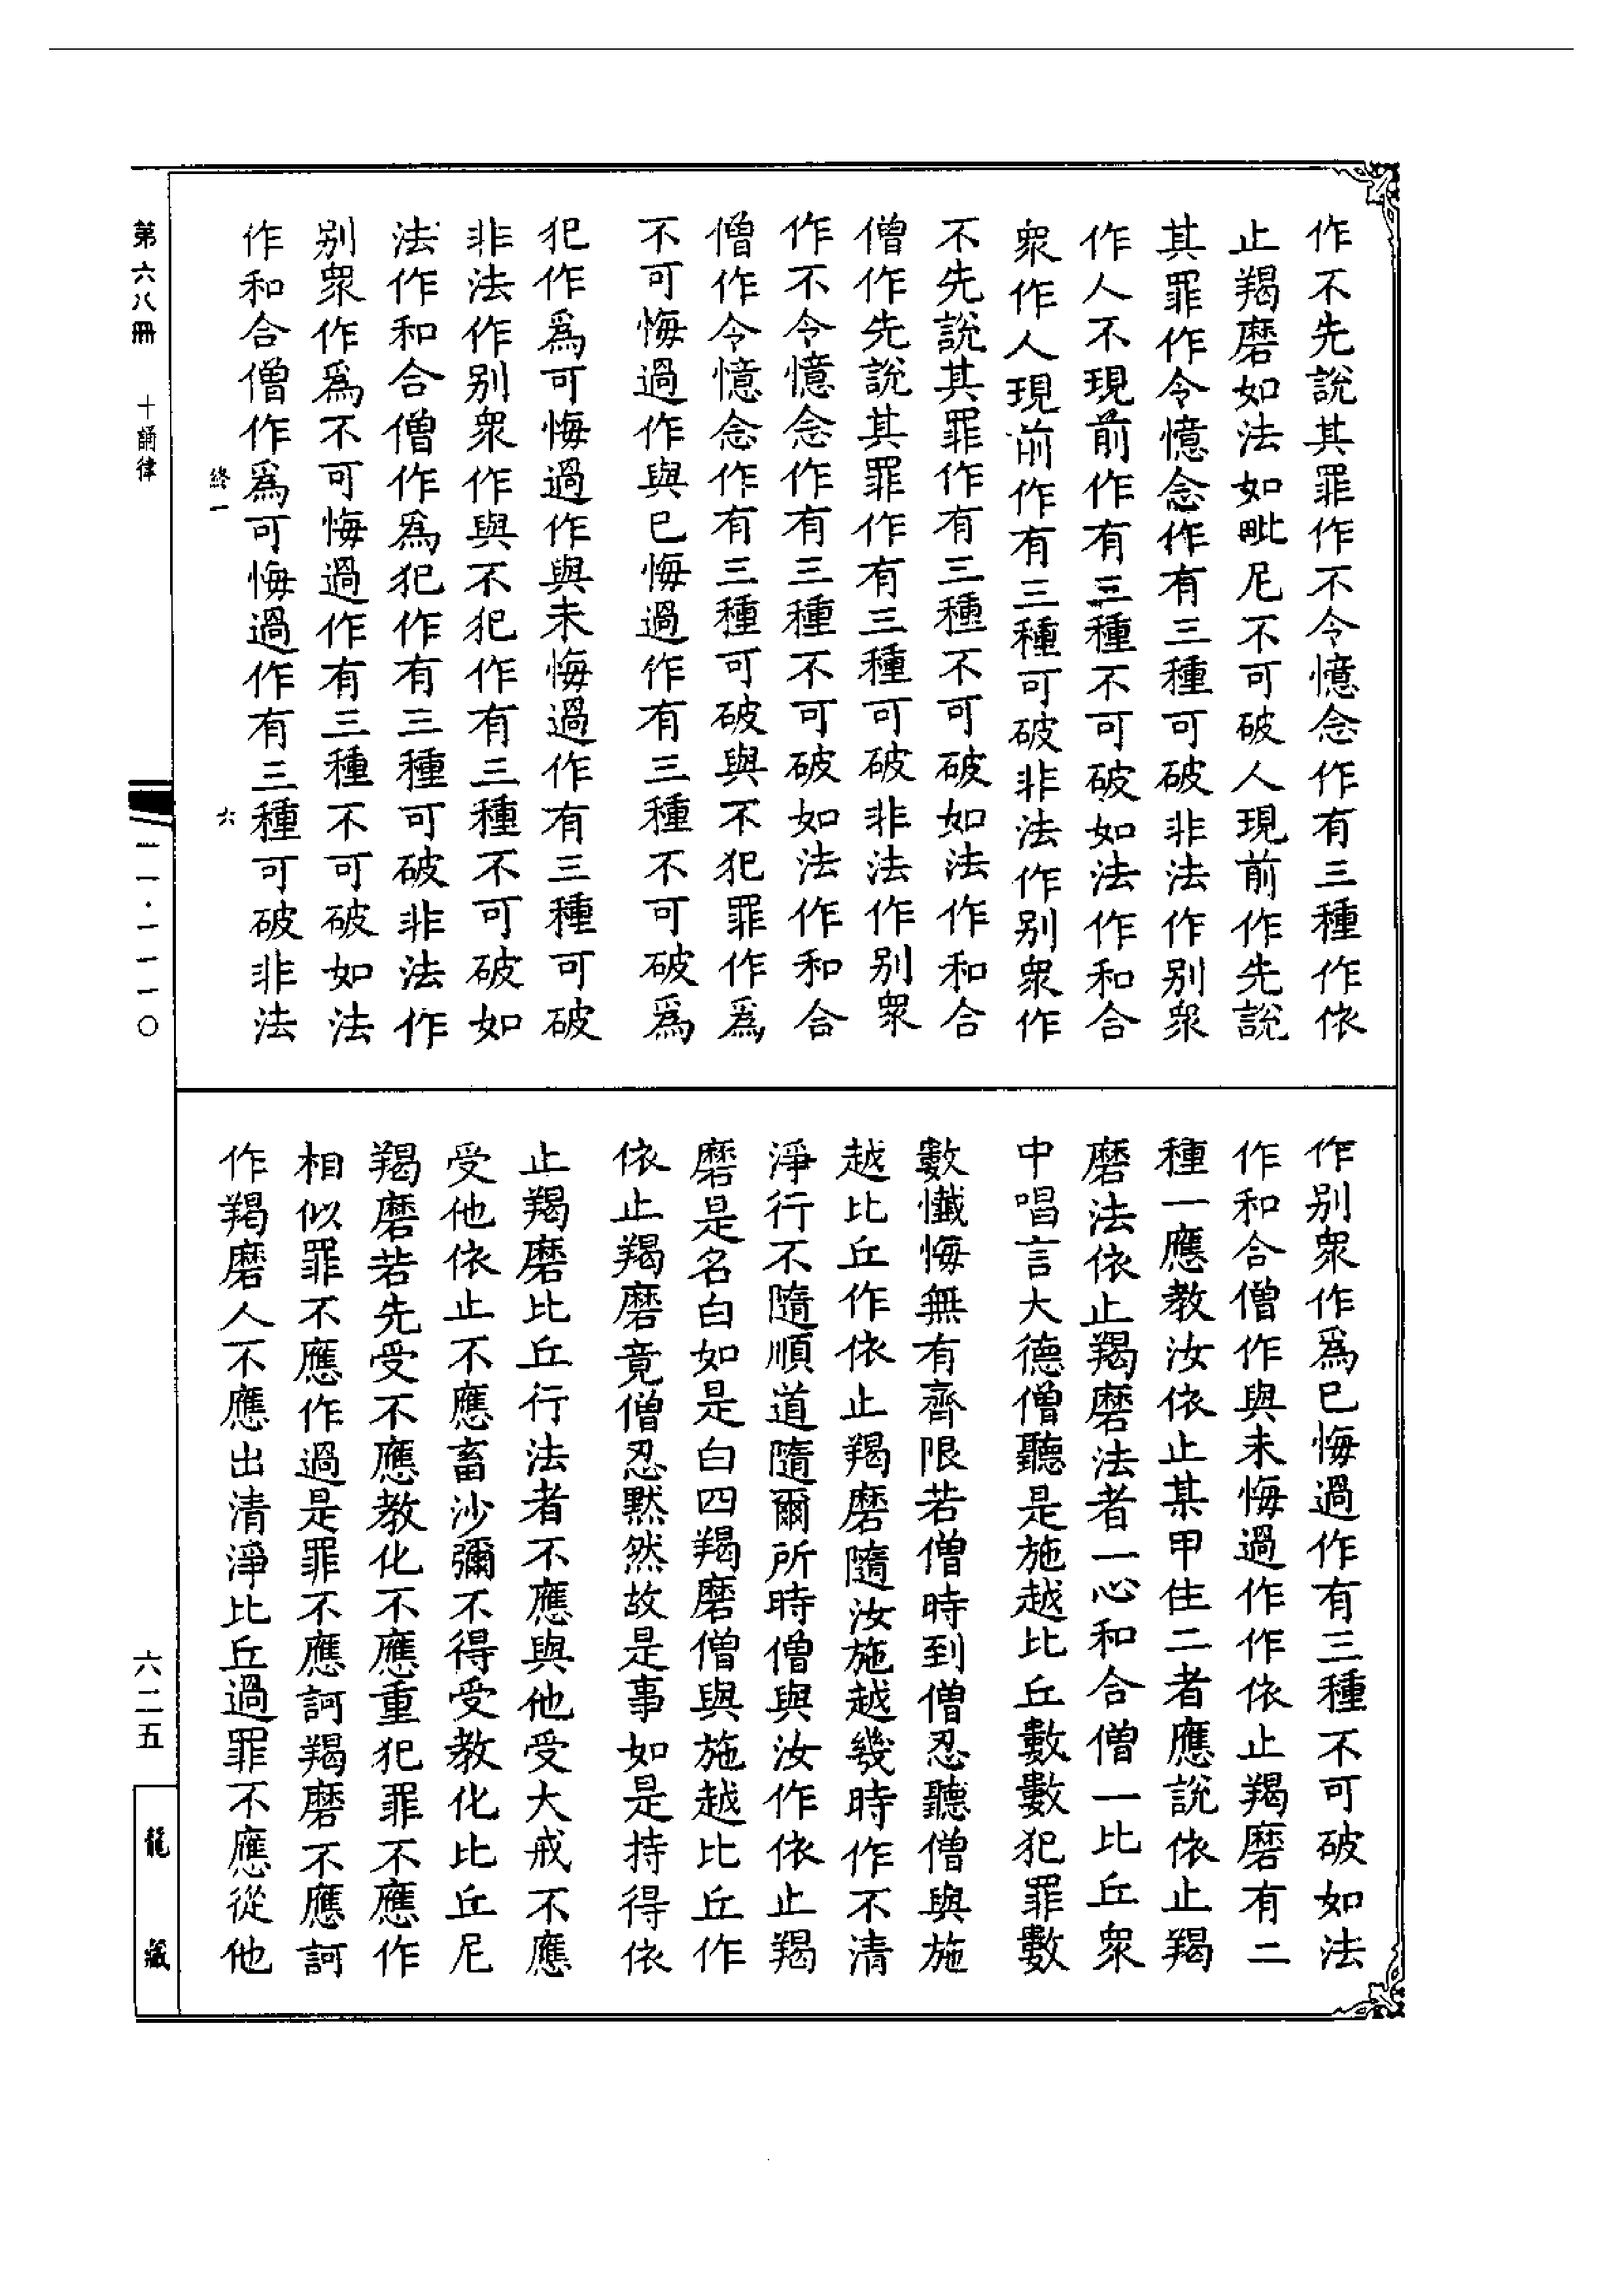 作不先說其罪作不令憶念作有三種作依
止羯磨如法如毗尼不可破人現前作先說
其罪作令憶念作有三種可破非法作别衆
作人不現前作有三種不可破如法作和合
衆作人現前作有三種可破非法作别衆作
不先說其罪作有三種不可破如法作和合
僧作先說其罪作有三種可破非法作别衆
作不令憶念作有三種不可破如法作和合
僧作令憶念作有三種可破與不犯罪作爲
不可悔過作與已悔過作有三種不可破爲
犯作爲可悔過作與未悔過作有三種可破
非法作别衆作與不犯作有三種不可破如
法作和合僧作爲犯作有三種可破非法作
别衆作爲不可悔過作有三種不可破如法
作和合僧作爲可悔過作有三種可破非法
終一
六
作别衆作爲已悔過作有三種不可破如法
作和合僧作與未悔過作作依止羯磨有二
種一應教汝依止某甲住二者應說依止羯
磨法依止羯磨法者一心和合僧一比丘衆
中唱言大德僧聽是施越比丘數數犯罪數
數懺悔無有齊限若僧時到僧忍聽僧與施
越比丘作依止羯磨隨汝施越幾時作不清
淨行不隨順道隨爾所時僧與汝作依止羯
磨是名白如是白四羯磨僧與施越比丘作
依止羯磨竟僧忍默然故是事如是持得依
止羯磨比丘行法者不應與他受大戒不應
受他依止不應畜沙彌不得受教化比丘尼
羯磨若先受不應教化不應重犯罪不應作
相似罪不應作過是罪不應訶羯磨不應訶
作羯磨人不應出清淨比丘過罪不應從他
第六八冊
十誦律
二一·一一一〇
六二五
龍藏